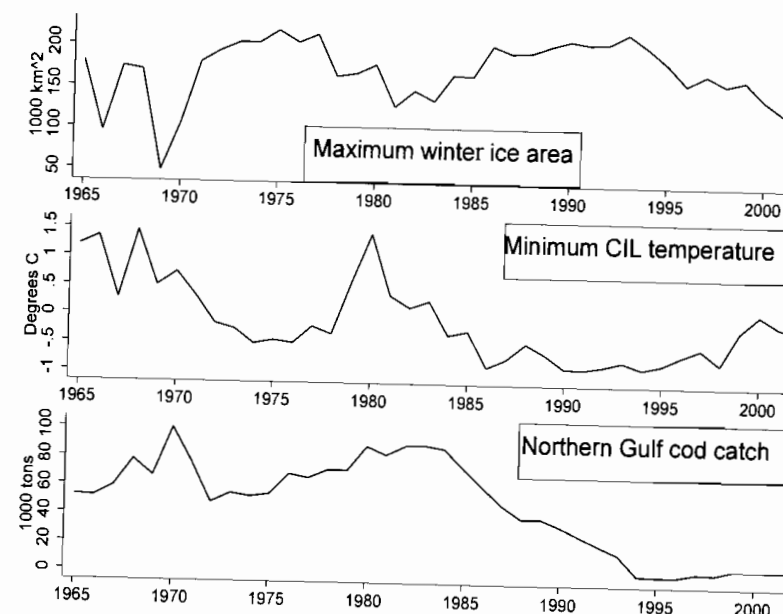 200
150
100
50
1000 km^2
Maximum winter ice area
1965 1970 1975 1980 1985 1990 1995 2000
1.5
1
.5
0
-.5
-1
Degrees C
Minimum CIL temperature
1965 1970 1975 1980 1985 1990 1995 2000
100
80
60
40
20
0
1000 tons
Northern Gulf cod catch
1965 1970 1975 1980 1985 1990 1995 2000